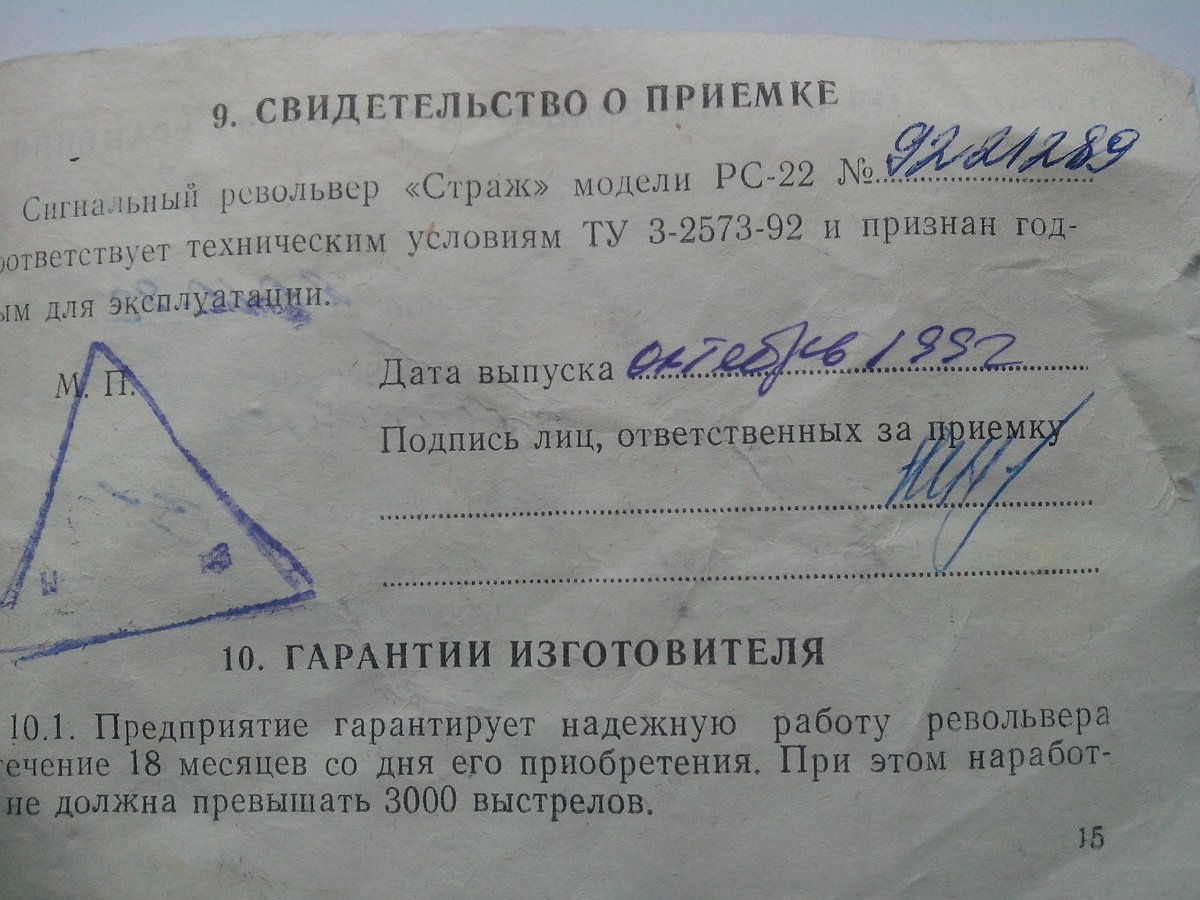 9. СВИДЕТЕЛЬСТВО О ПРИЕМКЕ
Сигнальный револьвер «Страж» модели РС-22 № 9221289
оответствует техническим условиям ТУ 3-2573-92 и признан год-
ым для эксплуатации.
М. П.
Дата выпуска октябрь 1992
Подпись лиц, ответственных за приемку
10. ГАРАНТИИ ИЗГОТОВИТЕЛЯ
10.1. Предприятие гарантирует надежную работу револьвера
течение 18 месяцев со дня его приобретения. При этом наработ-
не должна превышать 3000 выстрелов.
15